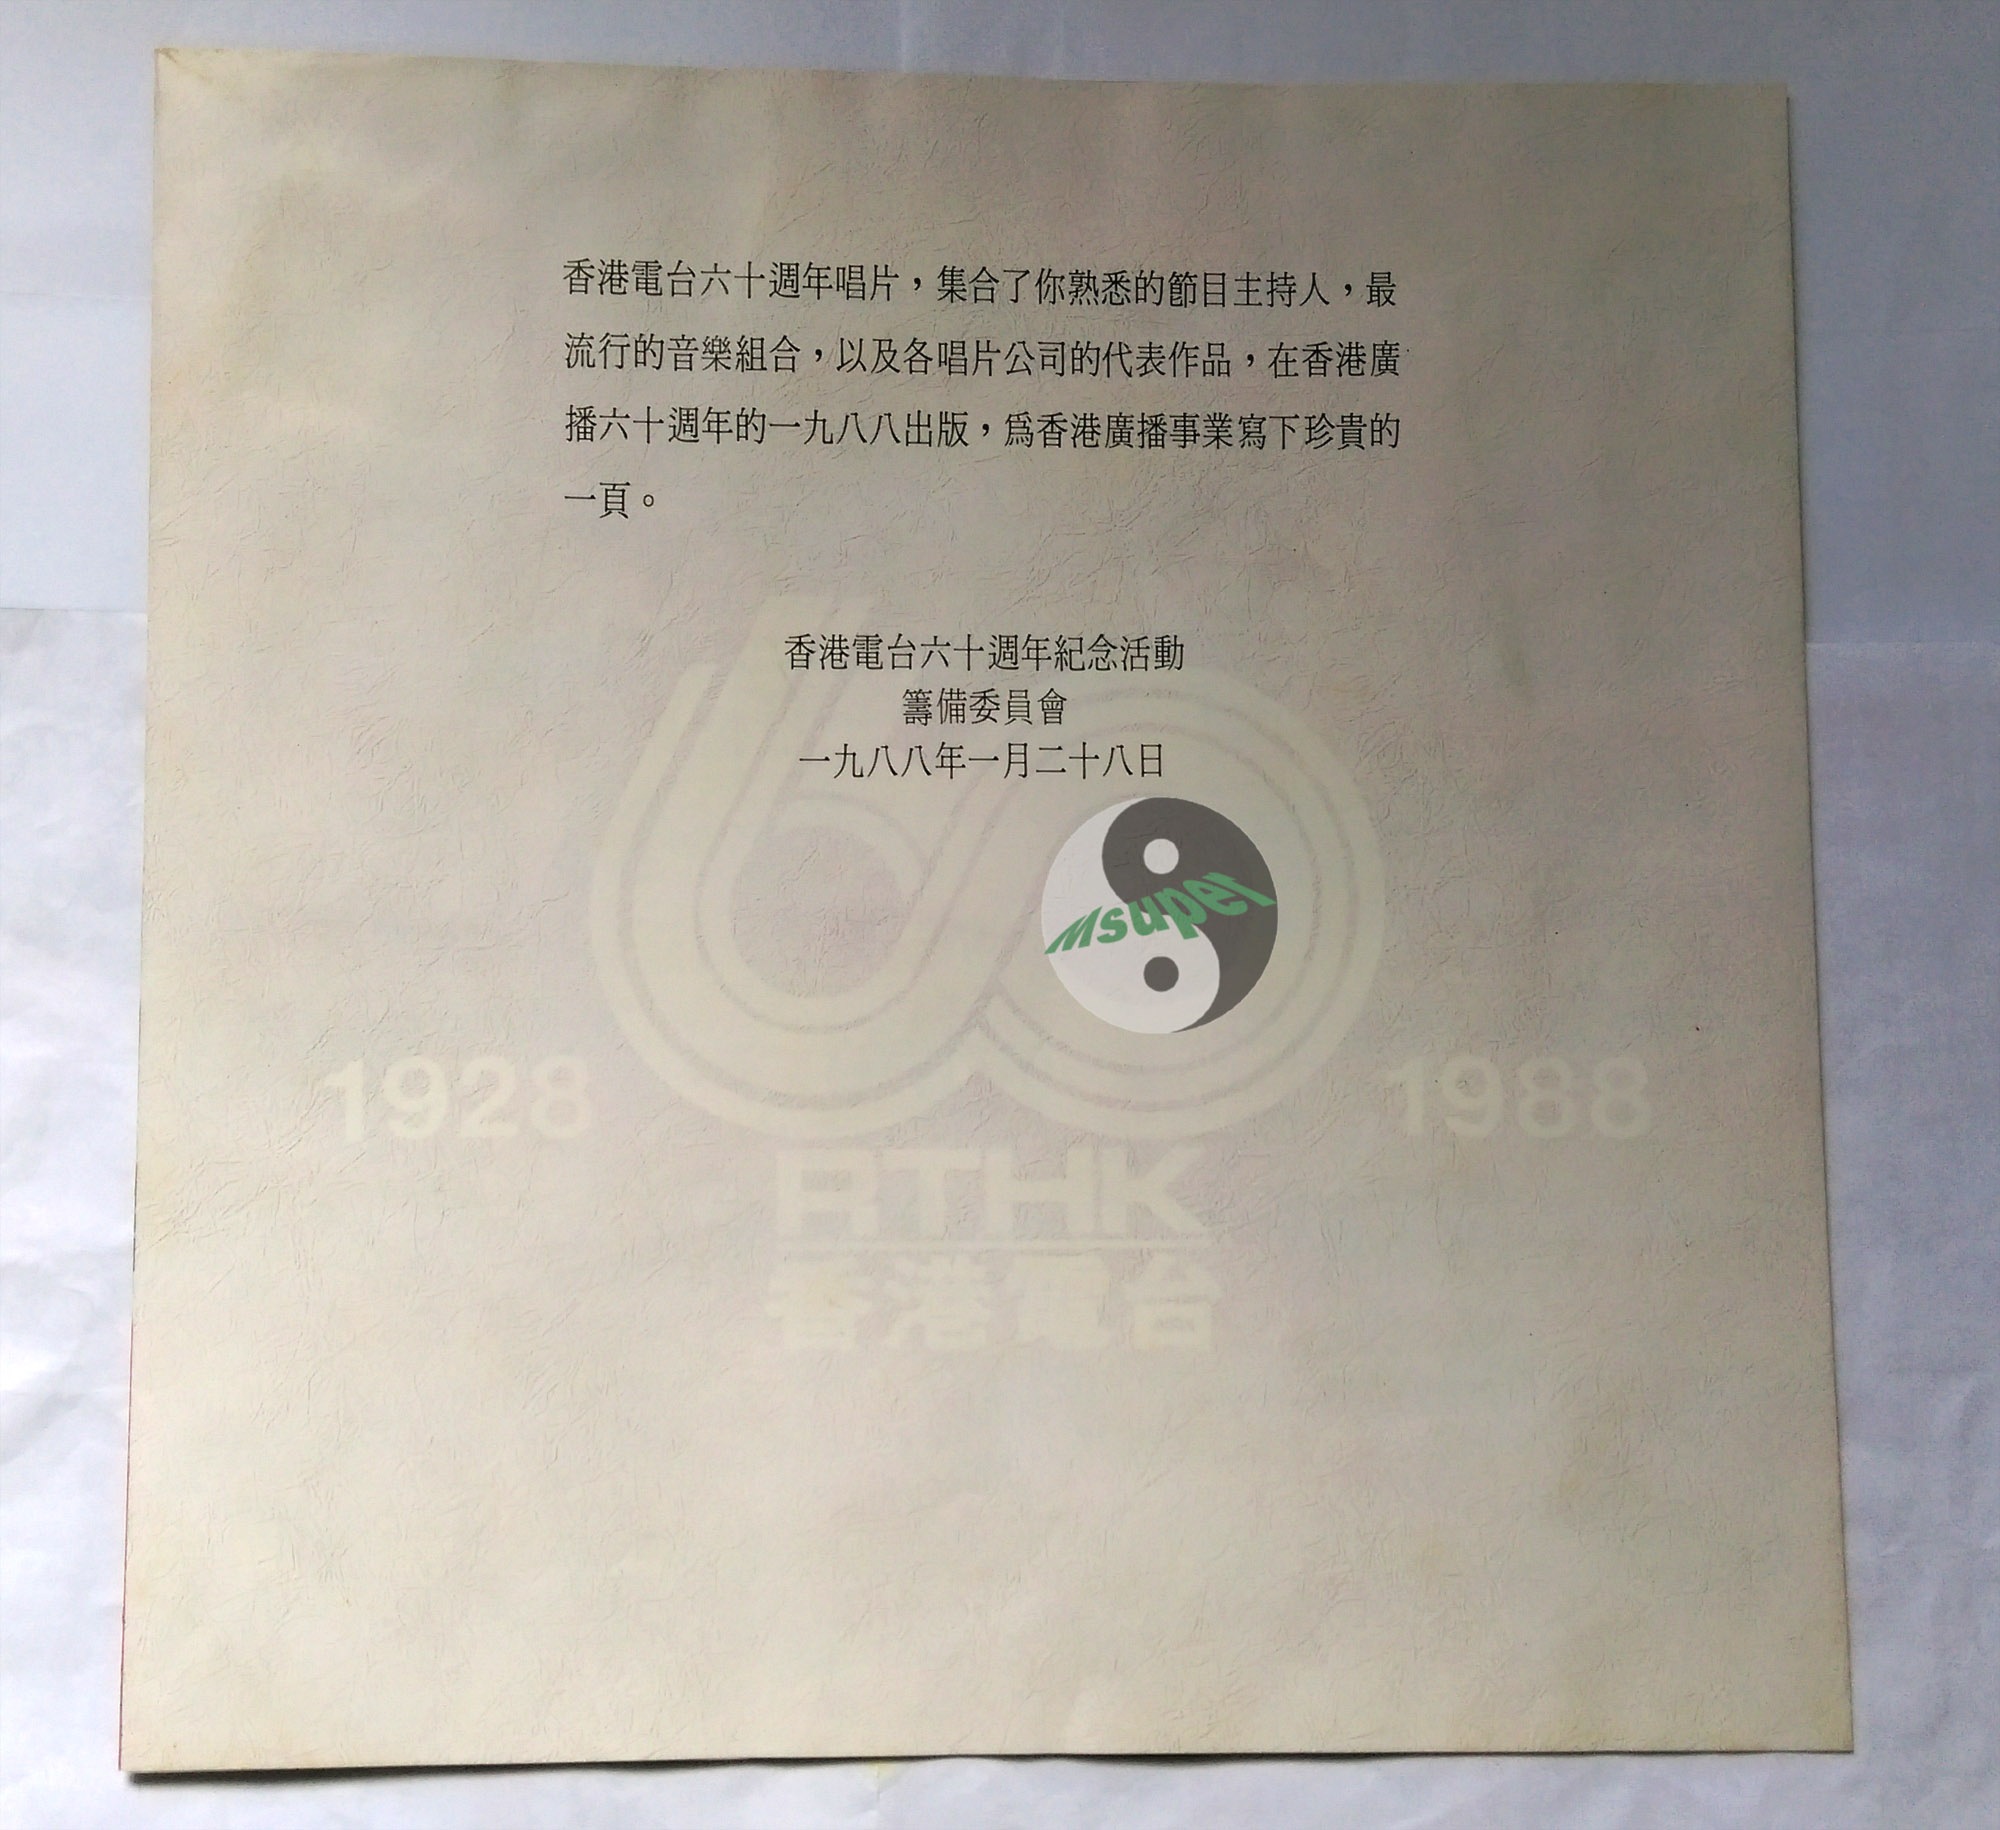 香港電台六十週年唱片，集合了你熟悉的節目主持人，最
流行的音樂組合，以及各唱片公司的代表作品，在香港廣
播六十週年的一九八八出版，爲香港廣播事業寫下珍貴的
一頁。
香港電台六十週年紀念活動
籌備委員會
一九八八年一月二十八日
Msupet
60
1928
1988
RTHK
香港電台